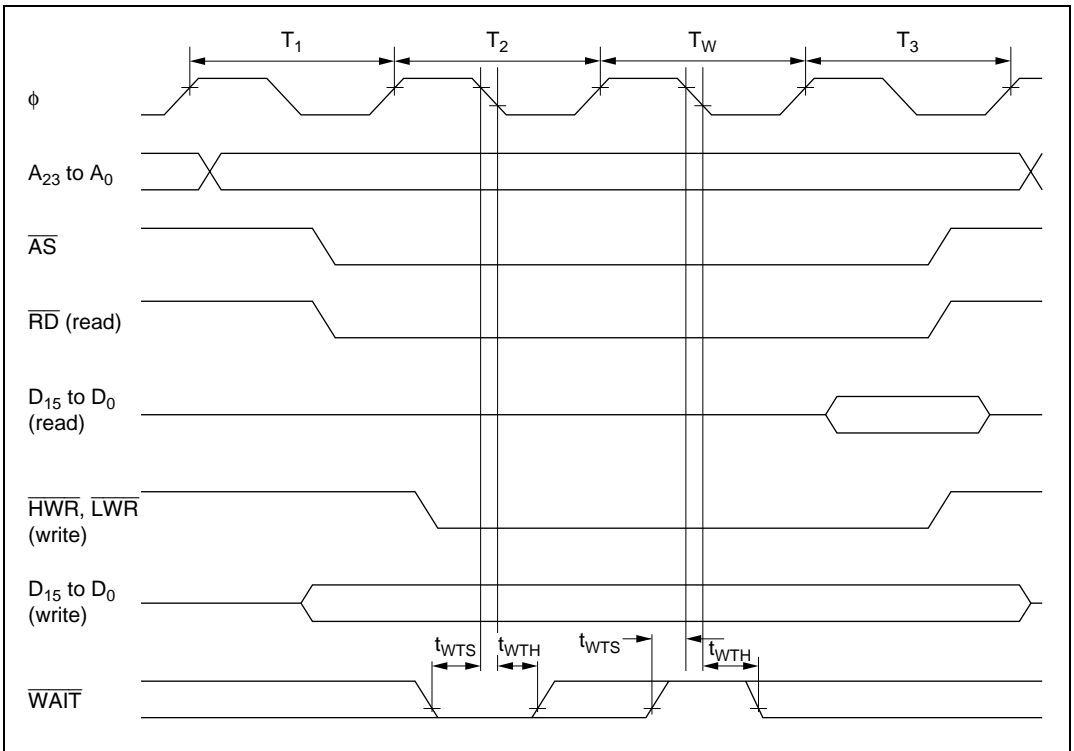 T1 T2 TW T3
φ
A23 to A0
AS
RD (read)
D15 to D0
(read)
HWR, LWR
(write)
D15 to D0
(write)
tWTS tWTH tWTS tWTH
WAIT